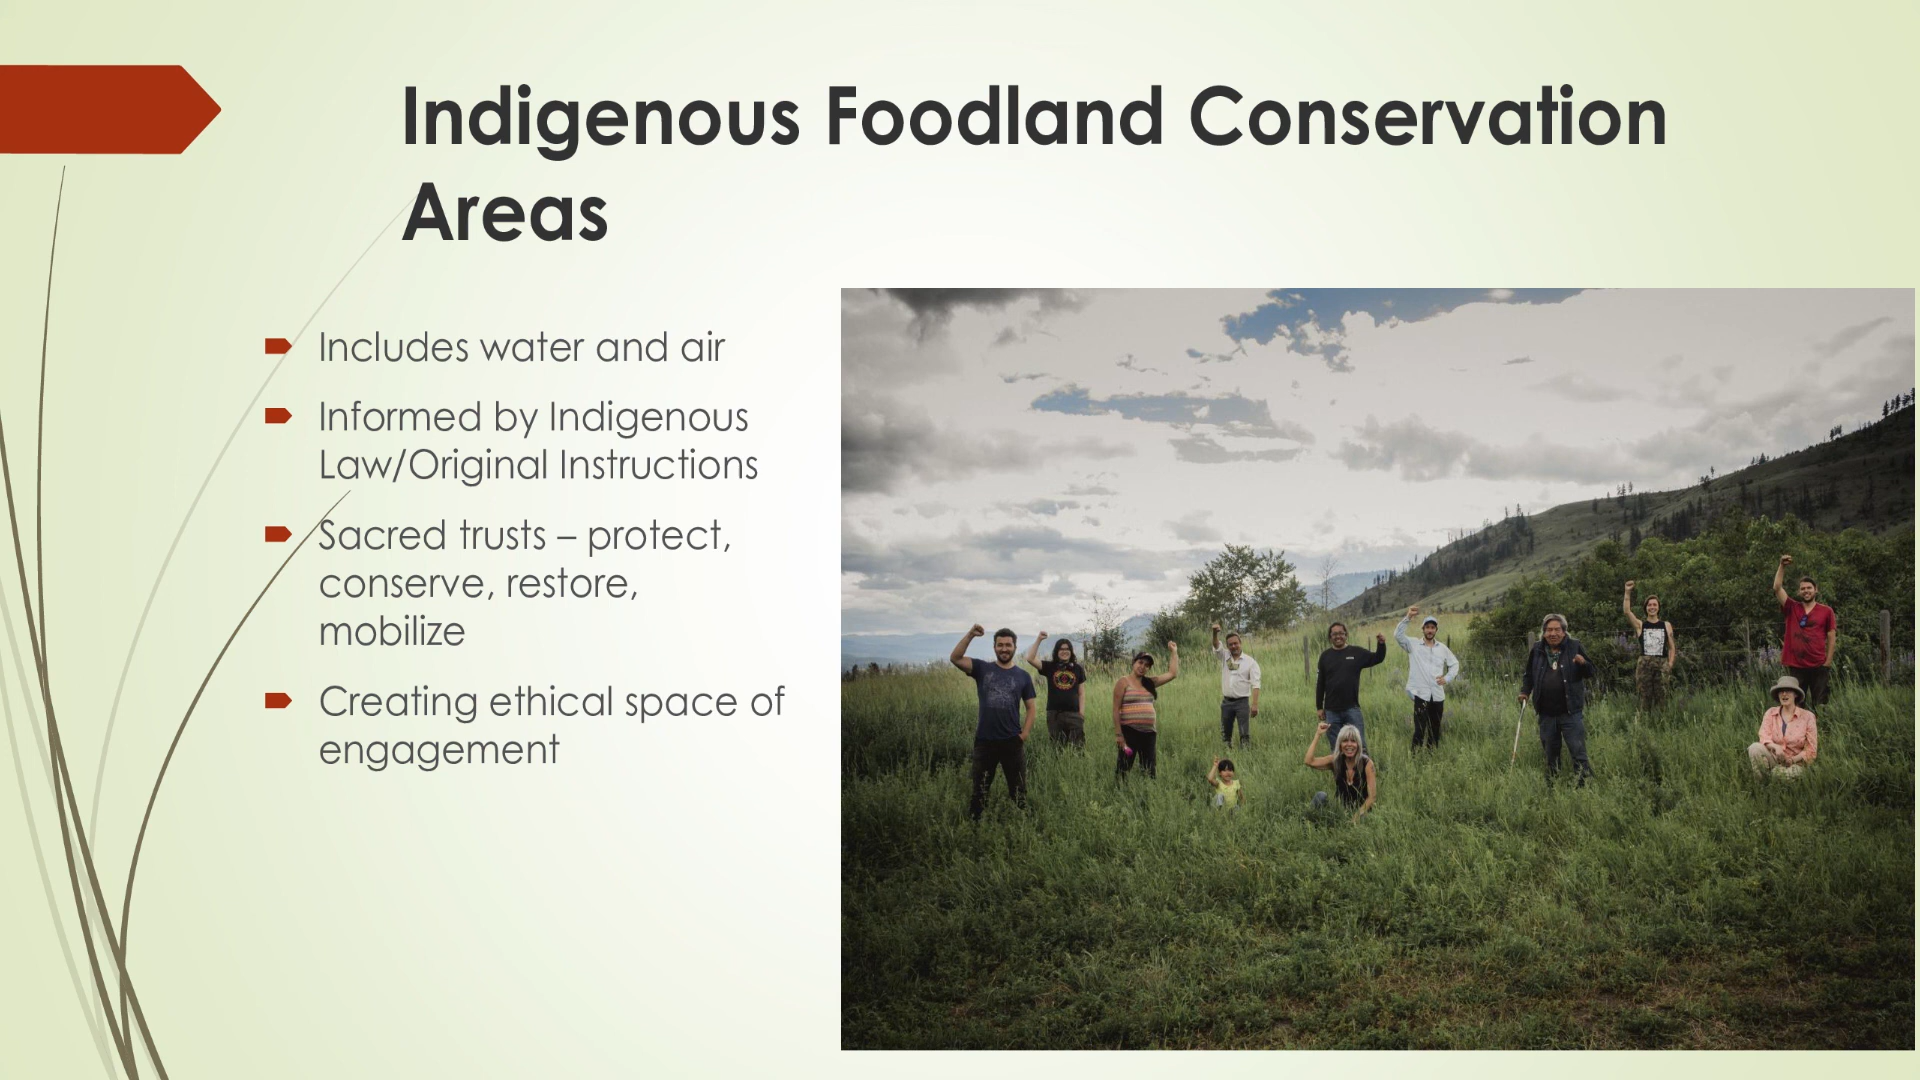 Indigenous Foodland Conservation
Areas
Includes water and air
Informed by Indigenous
Law/Original Instructions
Sacred trusts – protect,
conserve, restore,
mobilize
Creating ethical space of
engagement